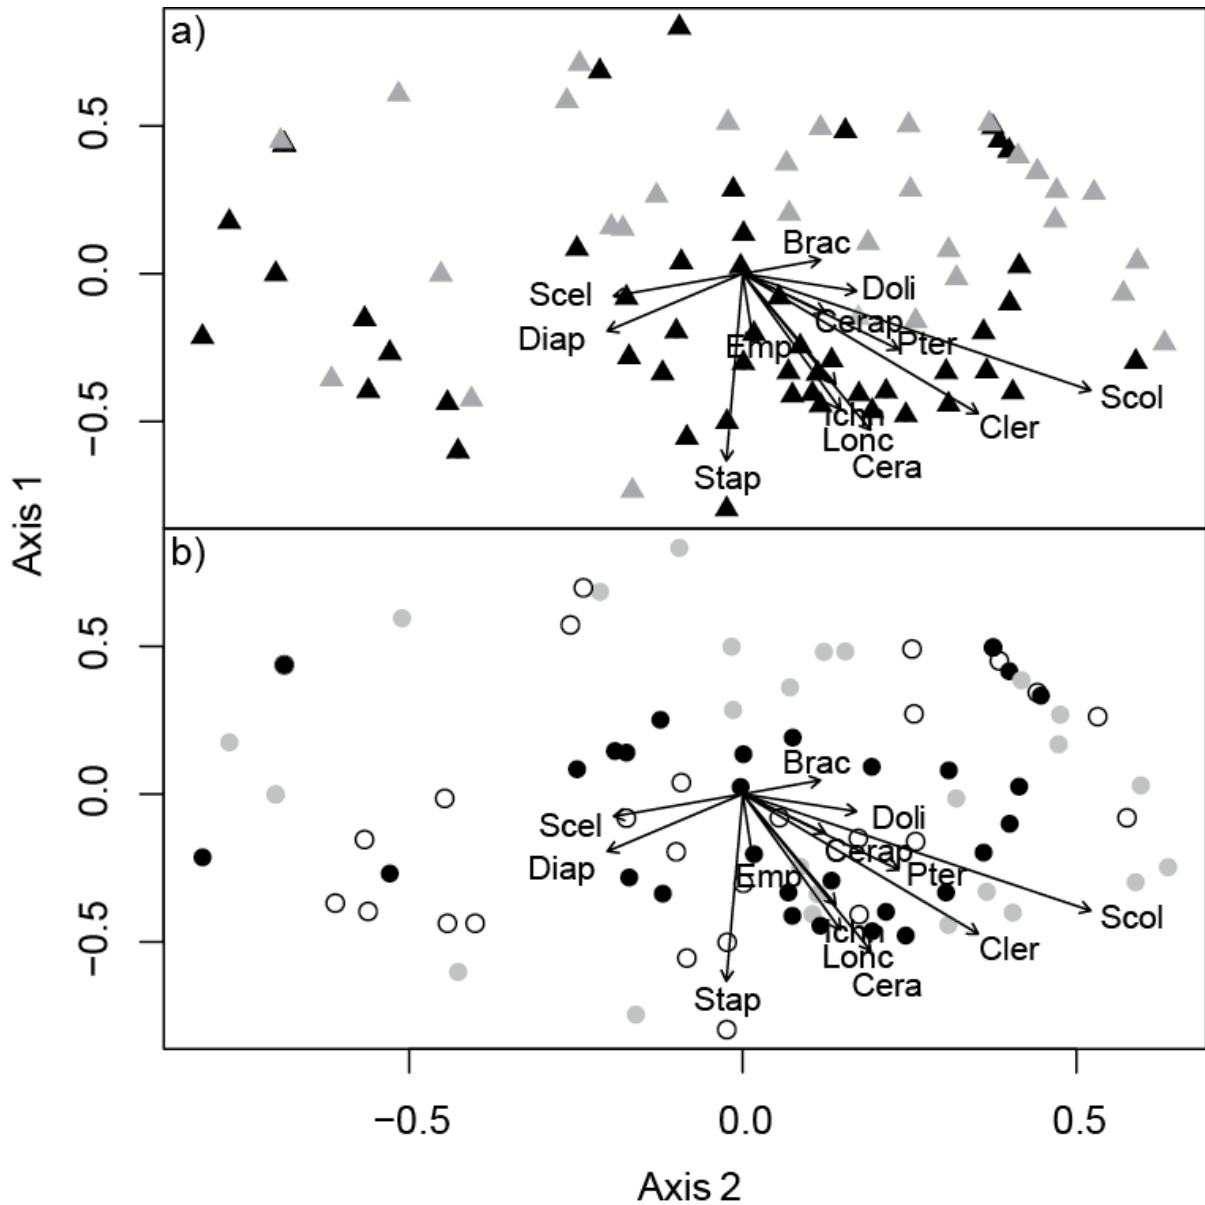 a)
0.5
Brac
0.0
Scel
Doli
Diap
Cerap
Emp
Pter
Scol
−0.5
Ichn
Cler
Lonc
Cera
Stap
Axis 1
b)
0.5
Brac
0.0
Scel
Doli
Diap
Cerap
Emp
Pter
Scol
−0.5
Ichn
Cler
Lonc
Cera
Stap
−0.5 0.0 0.5
Axis 2